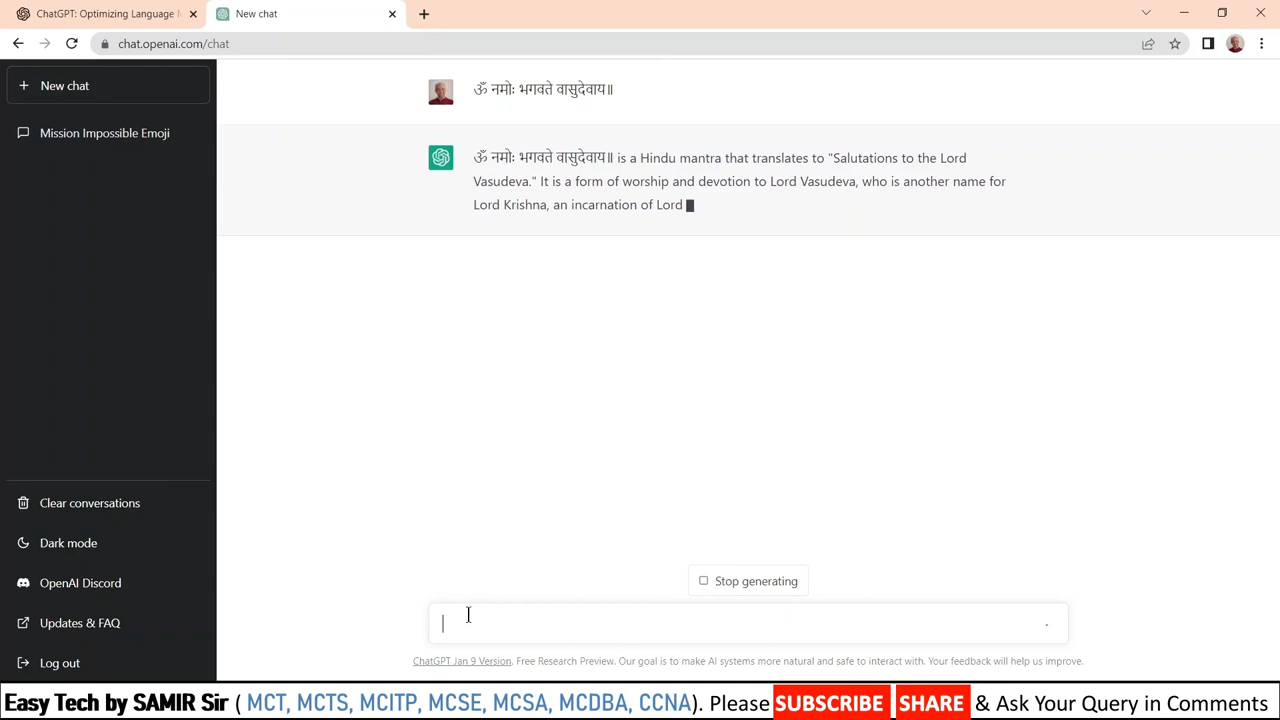 ChatGPT: Optimizing Language
New chat
chat.openai.com/chat
New chat
Mission Impossible Emoji
ॐ नमोः भगवते वासुदेवाय॥
ॐ नमोः भगवते वासुदेवाय॥ is a Hindu mantra that translates to "Salutations to the Lord
Vasudeva." It is a form of worship and devotion to Lord Vasudeva, who is another name for
Lord Krishna, an incarnation of Lord
Clear conversations
Dark mode
OpenAI Discord
Updates & FAQ
Log out
Stop generating
ChatGPT Jan 9 Version. Free Research Preview. Our goal is to make AI systems more natural and safe to interact with. Your feedback will help us improve.
Easy Tech by SAMIR Sir ( MCT, MCTS, MCITP, MCSE, MCSA, MCDBA, CCNA). Please SUBSCRIBE SHARE & Ask Your Query in Comments